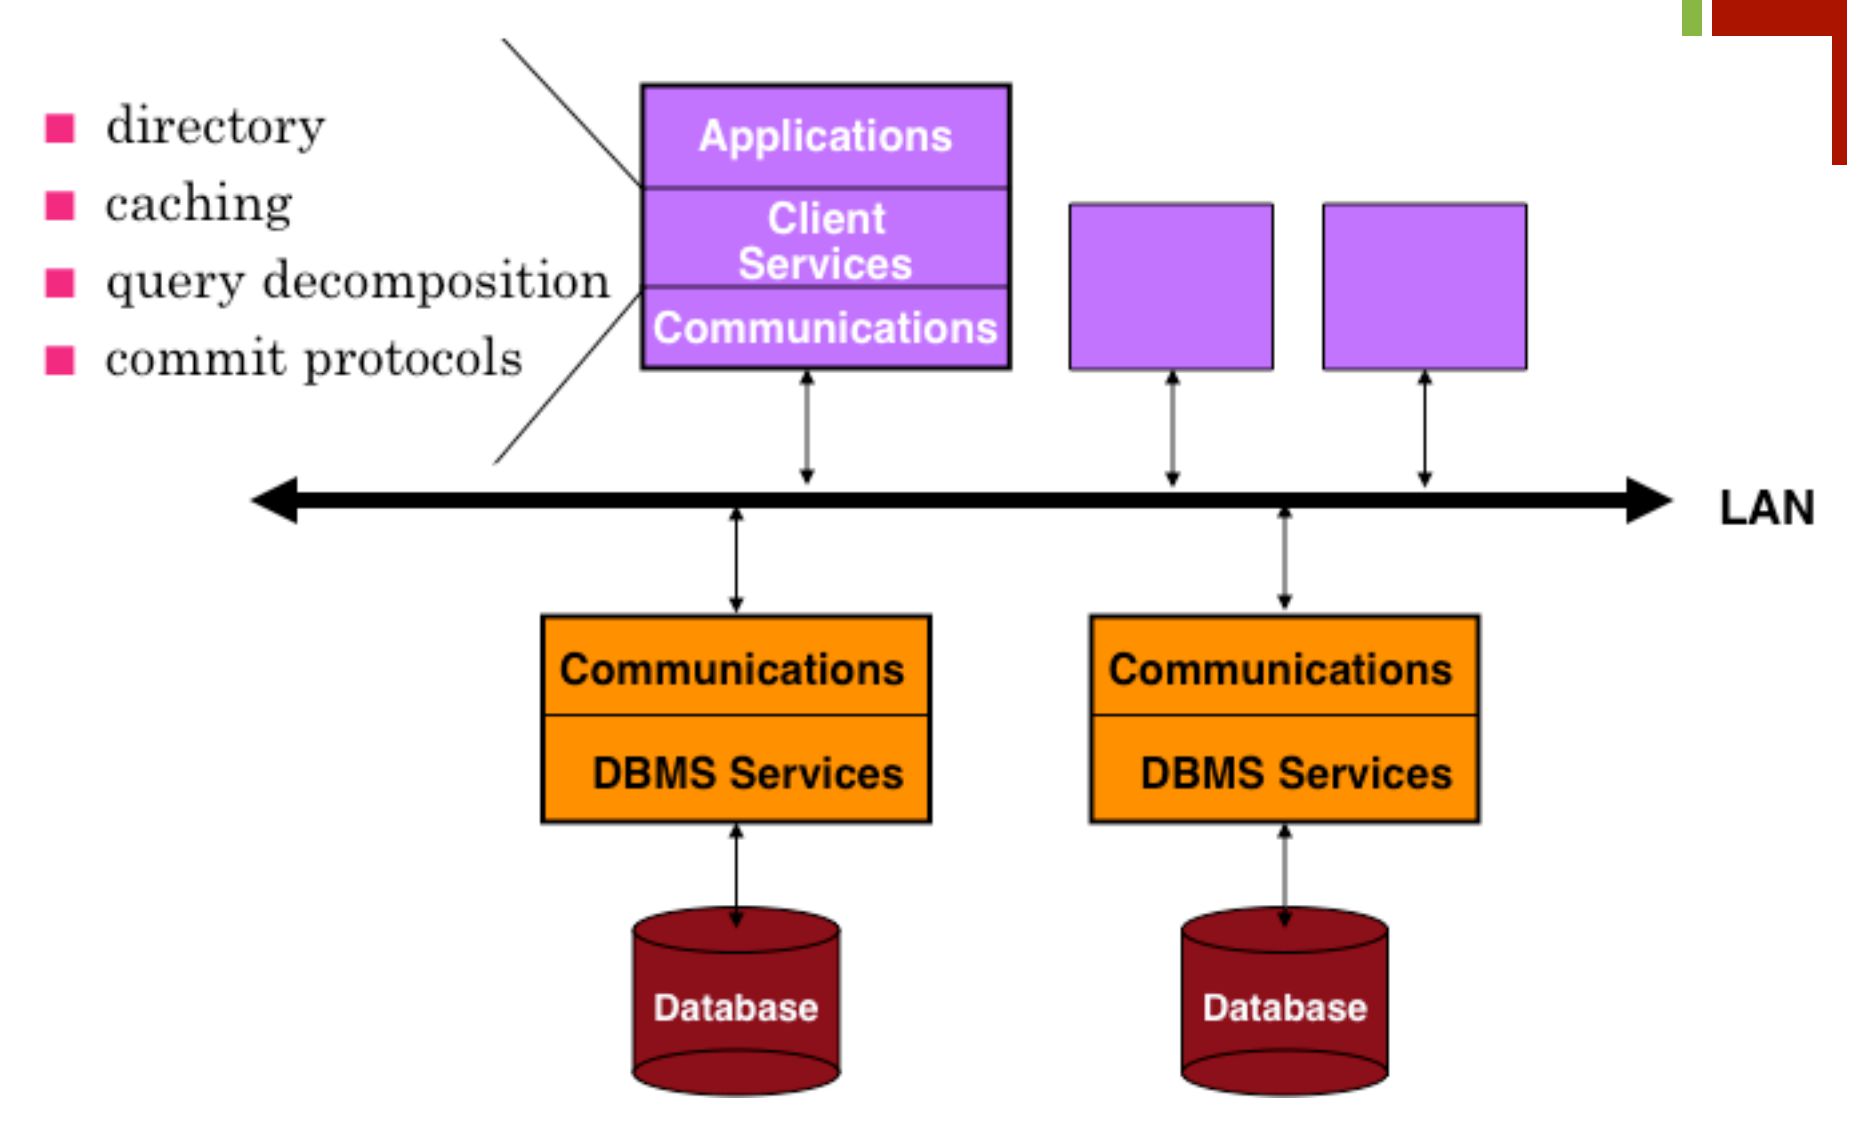 directory
caching
query decomposition
commit protocols
Applications
Client
Services
Communications
LAN
Communications
DBMS Services
Database
Communications
DBMS Services
Database